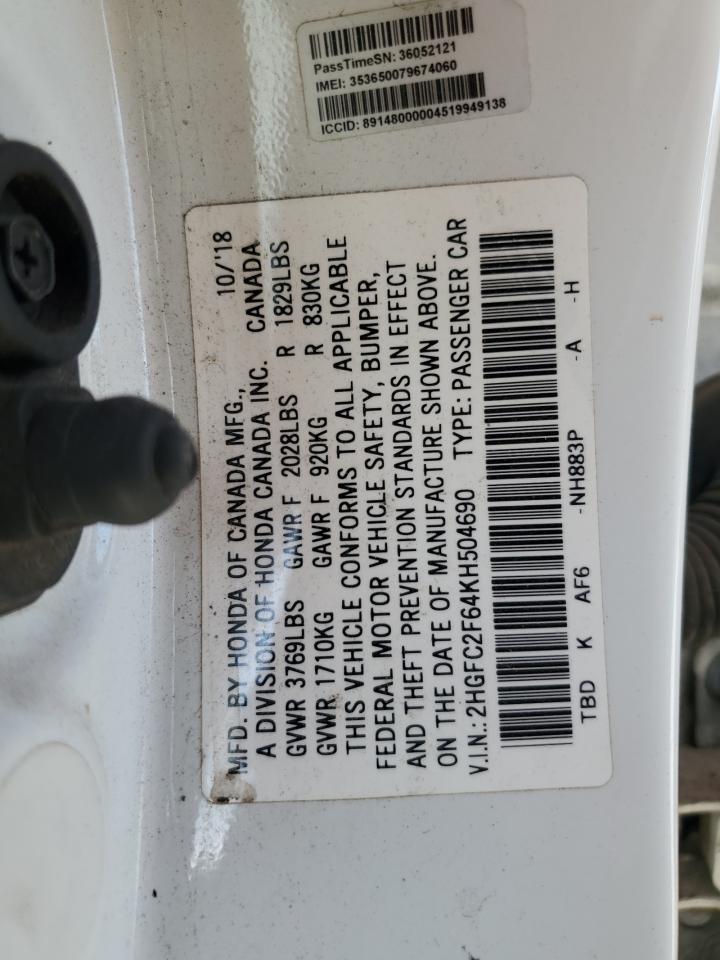 PassTimeSN: 36052121
IMEI: 353650079674060
ICCID: 89148000004519949138
MFD. BY HONDA OF CANADA MFG., 10/'18
A DIVISION OF HONDA CANADA INC. CANADA
GVWR 3769LBS GAWR F 2028LBS R 1829LBS
GVWR 1710KG GAWR F 920KG R 830KG
THIS VEHICLE CONFORMS TO ALL APPLICABLE
FEDERAL MOTOR VEHICLE SAFETY, BUMPER,
AND THEFT PREVENTION STANDARDS IN EFFECT
ON THE DATE OF MANUFACTURE SHOWN ABOVE.
V.I.N.: 2HGFC2F64KH504690 TYPE: PASSENGER CAR
TBD K AF6 -NH883P -A -H